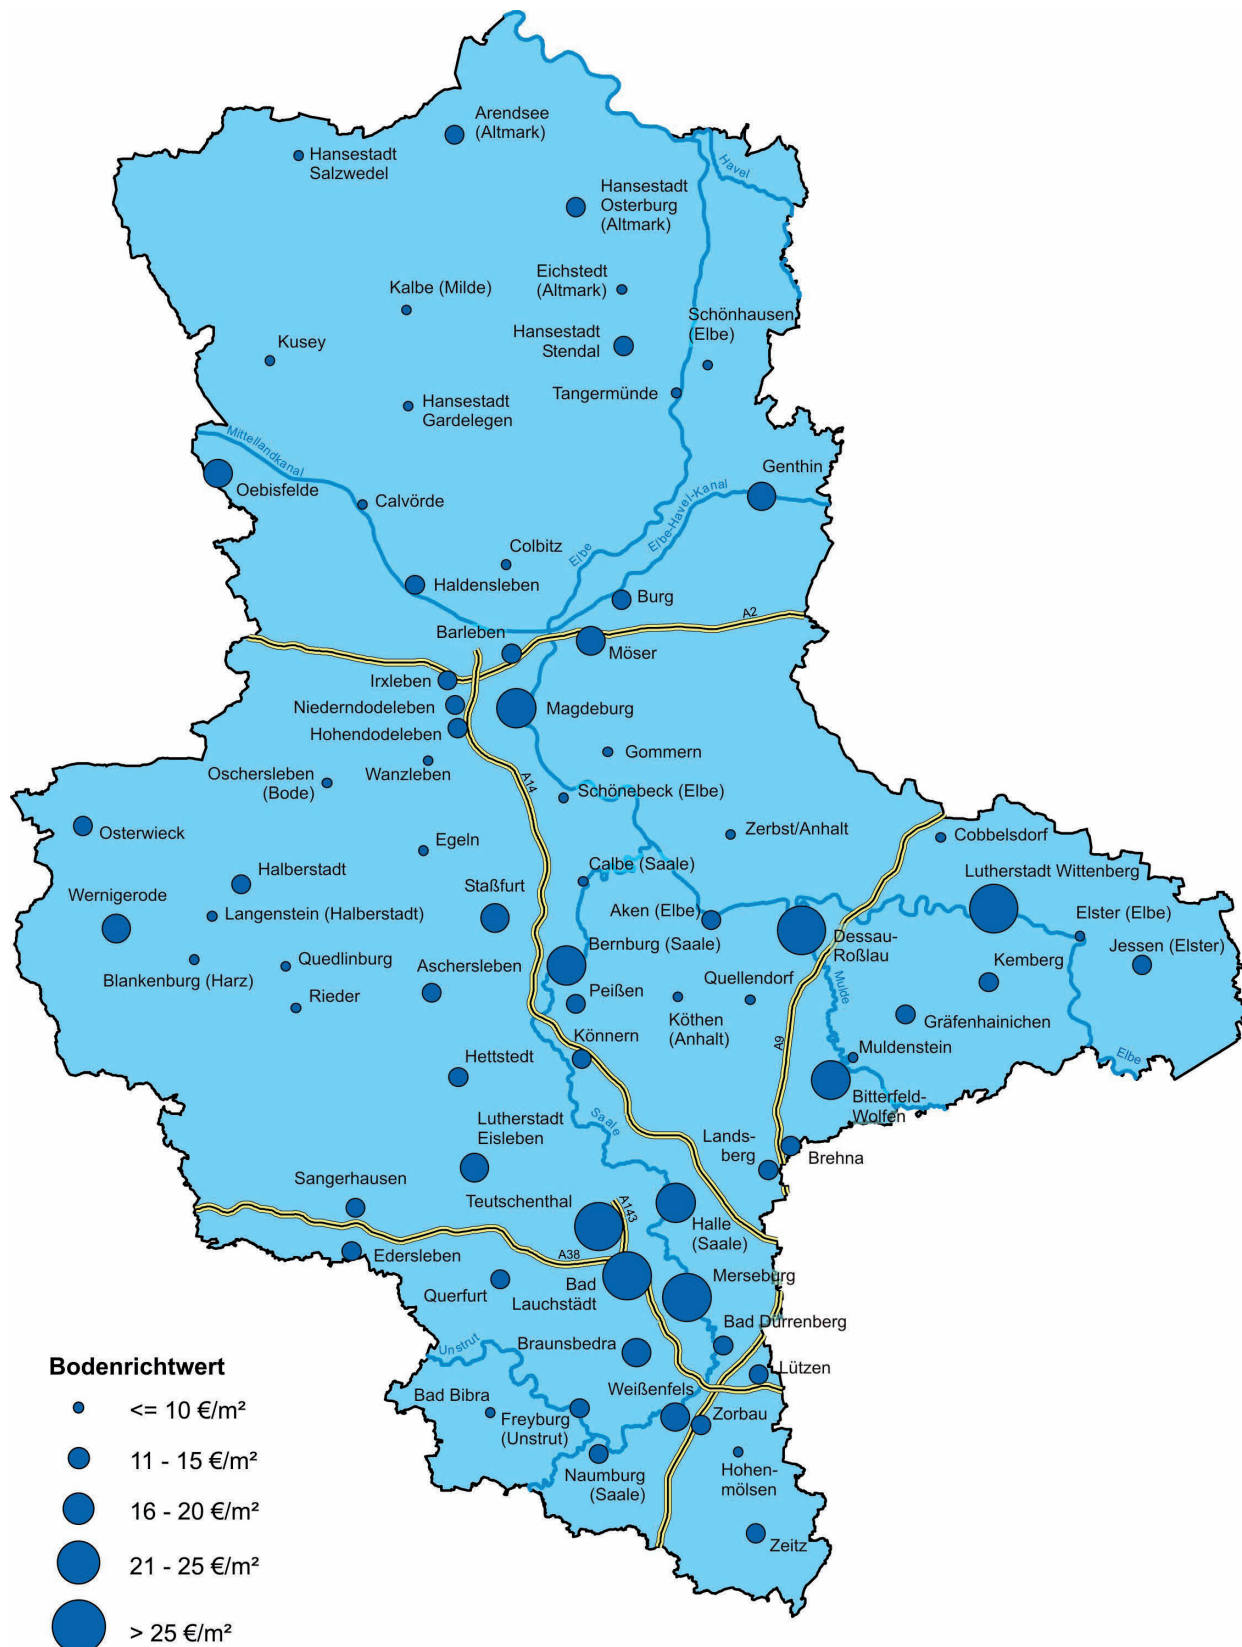 Arendsee
(Altmark)
Hansestadt
Salzwedel
Havel
Hansestadt
Osterburg
(Altmark)
Eichstedt
(Altmark)
Kalbe (Milde)
Schönhausen
(Elbe)
Hansestadt
Stendal
Kusey
Tangermünde
Hansestadt
Gardelegen
Mittellandkanal
Oebisfelde
Genthin
Elbe-Havel-Kanal
Calvörde
Colbitz
Elbe
Haldensleben
Burg
A2
Barleben
Möser
Irxleben
Niederndodeleben
Magdeburg
Hohendodeleben
Gommern
Wanzleben
Oschersleben
(Bode)
A14
Schönebeck (Elbe)
Osterwieck
Zerbst/Anhalt
Cobbelsdorf
Egeln
Calbe (Saale)
Halberstadt
Lutherstadt Wittenberg
Staßfurt
Wernigerode
Langenstein (Halberstadt)
Aken (Elbe)
Elster (Elbe)
Dessau-
Roßlau
Bernburg (Saale)
Jessen (Elster)
Quedlinburg
Aschersleben
Blankenburg (Harz)
Quellendorf
Mulde
Kemberg
Rieder
Peißen
Köthen
(Anhalt)
Gräfenhainichen
Könnern
A9
Muldenstein
Elbe
Hettstedt
Bitterfeld-
Wolfen
Saale
Lutherstadt
Eisleben
Lands-
berg
Brehna
Sangerhausen
Teutschenthal
A143
Halle
(Saale)
Edersleben
A38
Querfurt
Bad
Lauchstädt
Merseburg
Bad Dürrenberg
Unstrut
Braunsbedra
Lützen
Bodenrichtwert
Weißenfels
Bad Bibra
Freyburg
(Unstrut)
Zorbau
<= 10 €/m²
11 - 15 €/m²
Naumburg
(Saale)
Hohen-
mölsen
16 - 20 €/m²
Zeitz
21 - 25 €/m²
> 25 €/m²